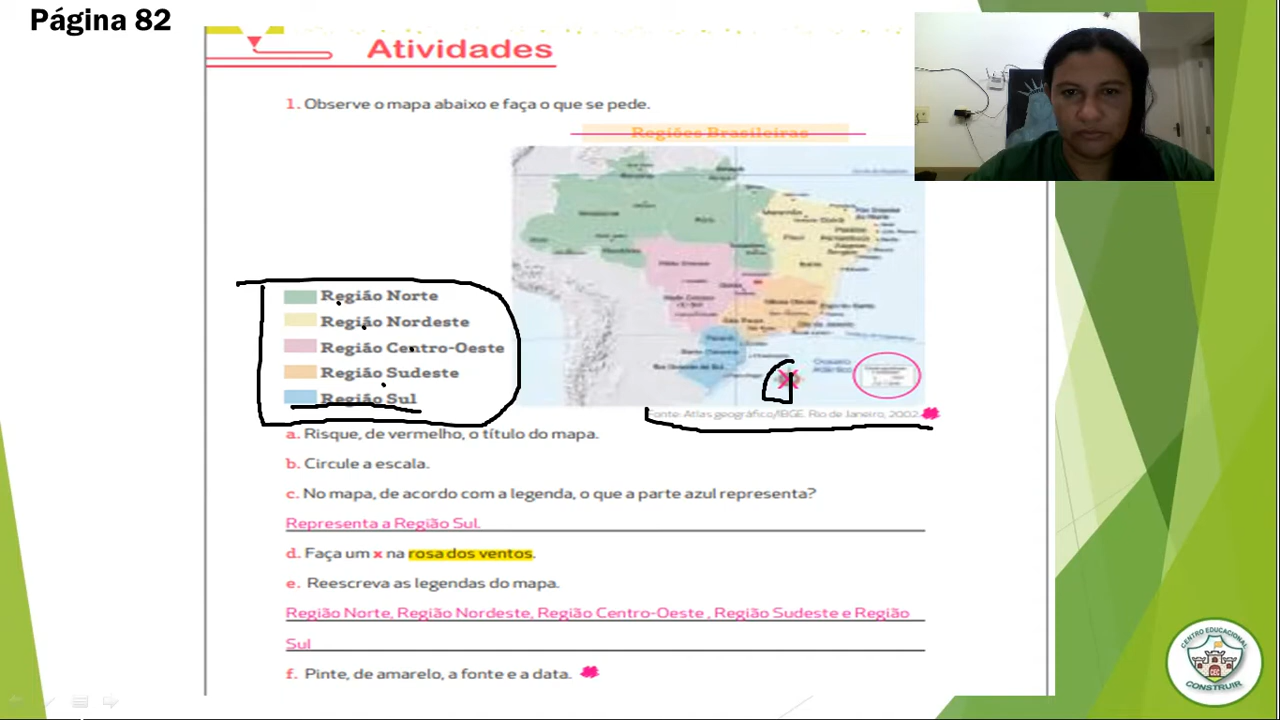 Página 82
Atividades
1. Observe o mapa abaixo e faça o que se pede.
Regiões Brasileiras
Região Norte
Região Nordeste
Região Centro-Oeste
Região Sudeste
Região Sul
Oceano
Atlântico
Fonte: Atlas geográfico/IBGE. Rio de Janeiro, 2002.
a. Risque, de vermelho, o título do mapa.
b. Circule a escala.
c. No mapa, de acordo com a legenda, o que a parte azul representa?
Representa a Região Sul.
d. Faça um x na rosa dos ventos.
e. Reescreva as legendas do mapa.
Região Norte, Região Nordeste, Região Centro-Oeste , Região Sudeste e Região
Sul
f. Pinte, de amarelo, a fonte e a data.
CENTRO EDUCACIONAL
CEC
CONSTRUIR